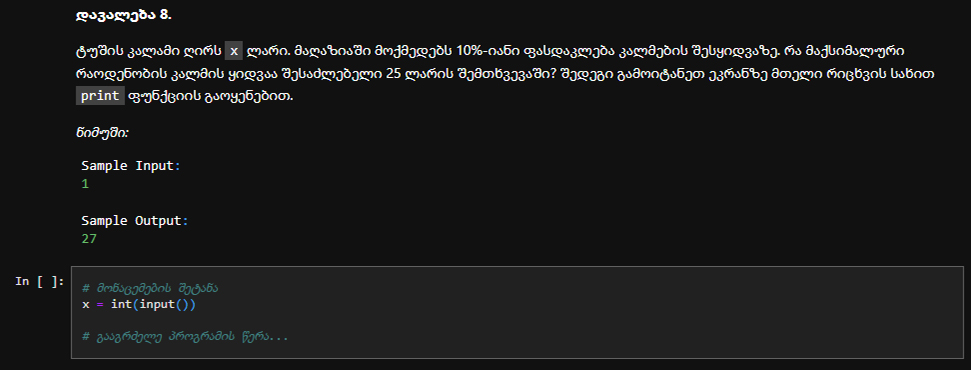 დავალება 8.
ტუშის კალამი ღირს x ლარი. მაღაზიაში მოქმედებს 10%-იანი ფასდაკლება კალმების შესყიდვაზე. რა მაქსიმალური
რაოდენობის კალმის ყიდვაა შესაძლებელი 25 ლარის შემთხვევაში? შედეგი გამოიტანეთ ეკრანზე მთელი რიცხვის სახით
print ფუნქციის გაოყენებით.
ნიმუში:
Sample Input:
1
Sample Output:
27
In [ ]:
# მონაცემების შეტანა
x = int(input())
# გააგრძელე პროგრამის წერა...